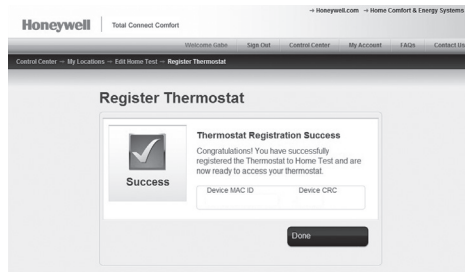 → Honeywell.com → Home Comfort & Energy Systems
Honeywell Total Connect Comfort
Welcome Gabe Sign Out Control Center My Account FAQs Contact Us
Control Center → My Locations → Edit Home Test → Register Thermostat
Register Thermostat
Thermostat Registration Success
Congratulations! You have successfully
registered the Thermostat to Home Test and are
now ready to access your thermostat.
Success
Device MAC ID Device CRC
Done